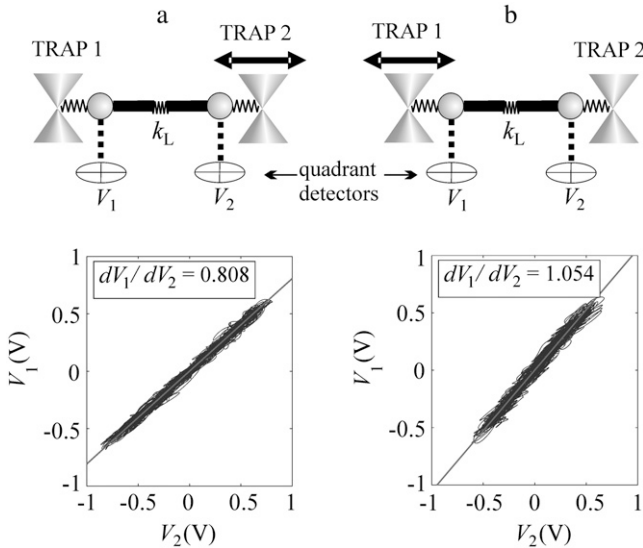 a
b
TRAP 1
TRAP 2
TRAP 1
TRAP 2
k_L
k_L
V_1
V_2
quadrant
detectors
V_1
V_2
dV_1/dV_2 = 0.808
V_1(V)
1
0.5
0
-0.5
-1
-1
-0.5
0
0.5
1
V_2(V)
dV_1/dV_2 = 1.054
V_1(V)
1
0.5
0
-0.5
-1
-1
-0.5
0
0.5
1
V_2(V)